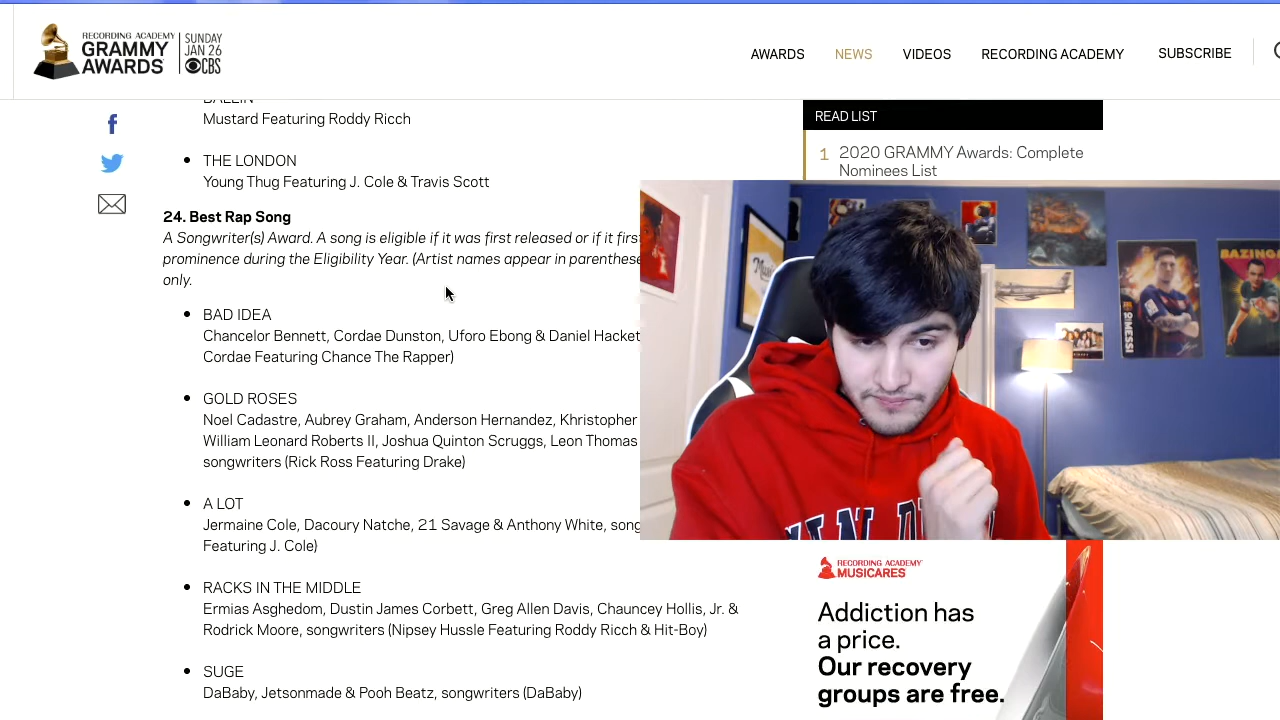 RECORDING ACADEMY
GRAMMY
AWARDS
SUNDAY
JAN 26
CBS
AWARDS
NEWS
VIDEOS
RECORDING ACADEMY
SUBSCRIBE
BALLIN
Mustard Featuring Roddy Ricch
THE LONDON
Young Thug Featuring J. Cole & Travis Scott
24. Best Rap Song
A Songwriter(s) Award. A song is eligible if it was first released or if it first
prominence during the Eligibility Year. (Artist names appear in parenthese
only.
BAD IDEA
Chancelor Bennett, Cordae Dunstan, Uforo Ebong & Daniel Hacket
Cordae Featuring Chance The Rapper)
GOLD ROSES
Noel Cadastre, Aubrey Graham, Anderson Hernandez, Khristopher
William Leonard Roberts II, Joshua Quinton Scruggs, Leon Thomas
songwriters (Rick Ross Featuring Drake)
A LOT
Jermaine Cole, Dacoury Natche, 21 Savage & Anthony White, song
Featuring J. Cole)
RACKS IN THE MIDDLE
Ermias Asghedom, Dustin James Corbett, Greg Allen Davis, Chauncey Hollis, Jr. &
Rodrick Moore, songwriters (Nipsey Hussle Featuring Roddy Ricch & Hit-Boy)
SUGE
DaBaby, Jetsonmade & Pooh Beatz, songwriters (DaBaby)
READ LIST
1 2020 GRAMMY Awards: Complete
Nominees List
10 MESSI
BAZINGA
RECORDING ACADEMY
MUSICARES
Addiction has
a price.
Our recovery
groups are free.